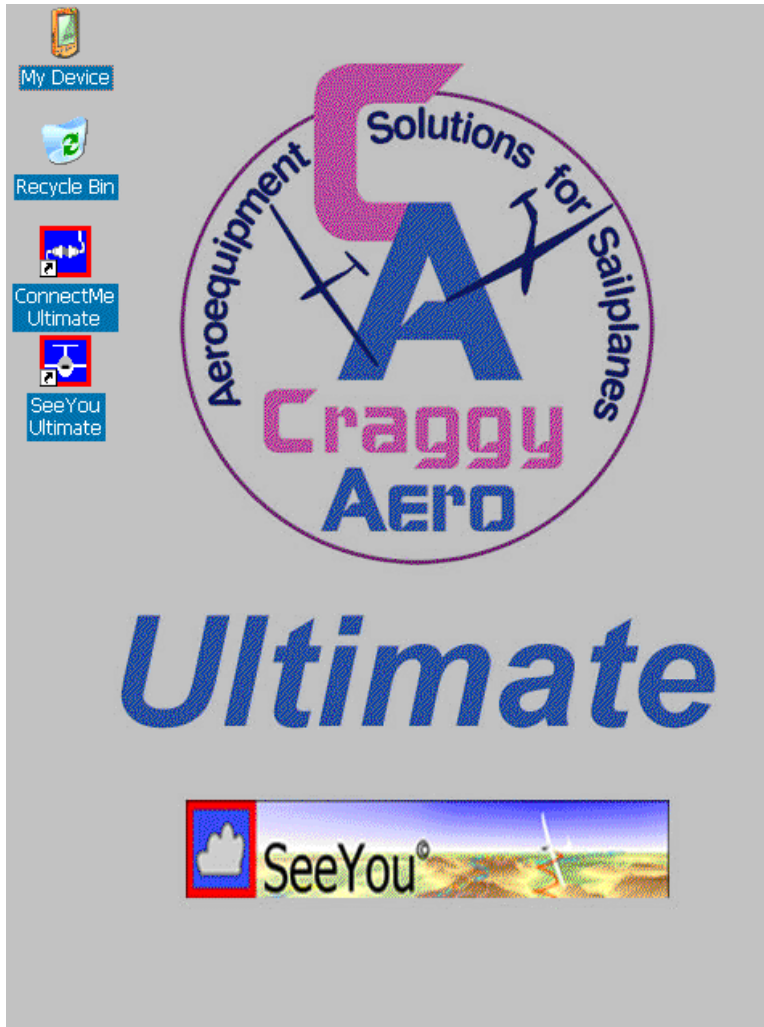 My Device
Recycle Bin
ConnectMe
Ultimate
SeeYou
Ultimate
CA
Aeroequipment Solutions for Sailplanes
Craggy
Aero
Ultimate
SeeYou©